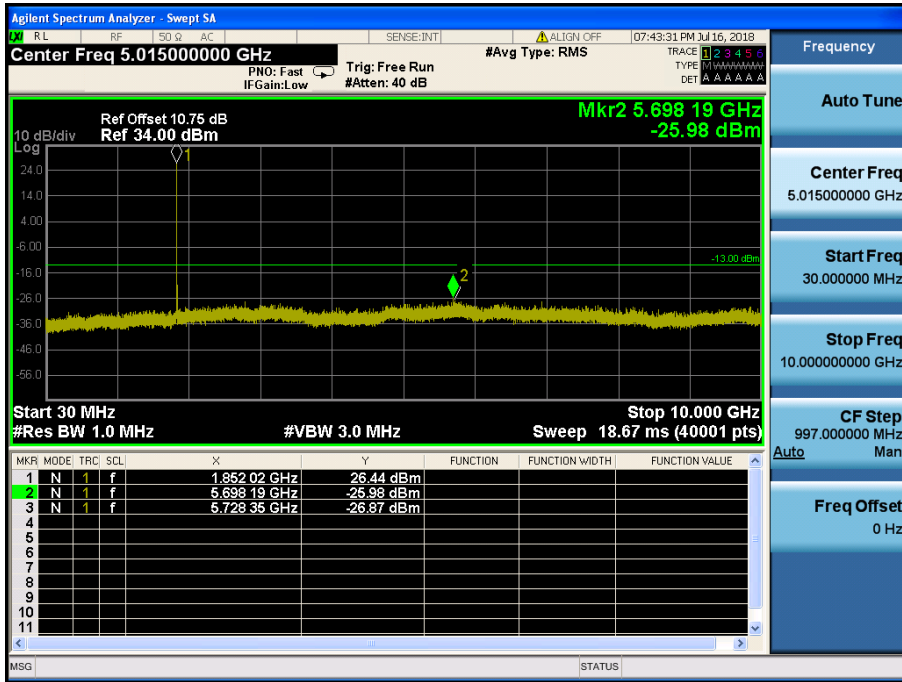 Agilent Spectrum Analyzer - Swept SA
LXI RL RF 50 Ω AC SENSE:INT ALIGN OFF 07:43:31 PM Jul 16, 2018
Center Freq 5.015000000 GHz
PNO: Fast
IFGain:Low
Trig: Free Run
#Atten: 40 dB
#Avg Type: RMS
TRACE 1 2 3 4 5 6
TYPE M
DET A A A A A A
Ref Offset 10.75 dB
10 dB/div Ref 34.00 dBm
Log
Mkr2 5.698 19 GHz
-25.98 dBm
1
24.0
14.0
4.00
-6.00
-13.00 dBm
-16.0
2
-26.0
-36.0
-46.0
-56.0
Start 30 MHz Stop 10.000 GHz
#Res BW 1.0 MHz #VBW 3.0 MHz Sweep 18.67 ms (40001 pts)
MKR MODE TRC SCL X Y FUNCTION FUNCTION WIDTH FUNCTION VALUE
1 N 1 f 1.852 02 GHz 26.44 dBm
2 N 1 f 5.698 19 GHz -25.98 dBm
3 N 1 f 5.728 35 GHz -26.87 dBm
4
5
6
7
8
9
10
11
MSG STATUS
Frequency
Auto Tune
Center Freq
5.015000000 GHz
Start Freq
30.000000 MHz
Stop Freq
10.000000000 GHz
CF Step
997.000000 MHz
Auto Man
Freq Offset
0 Hz